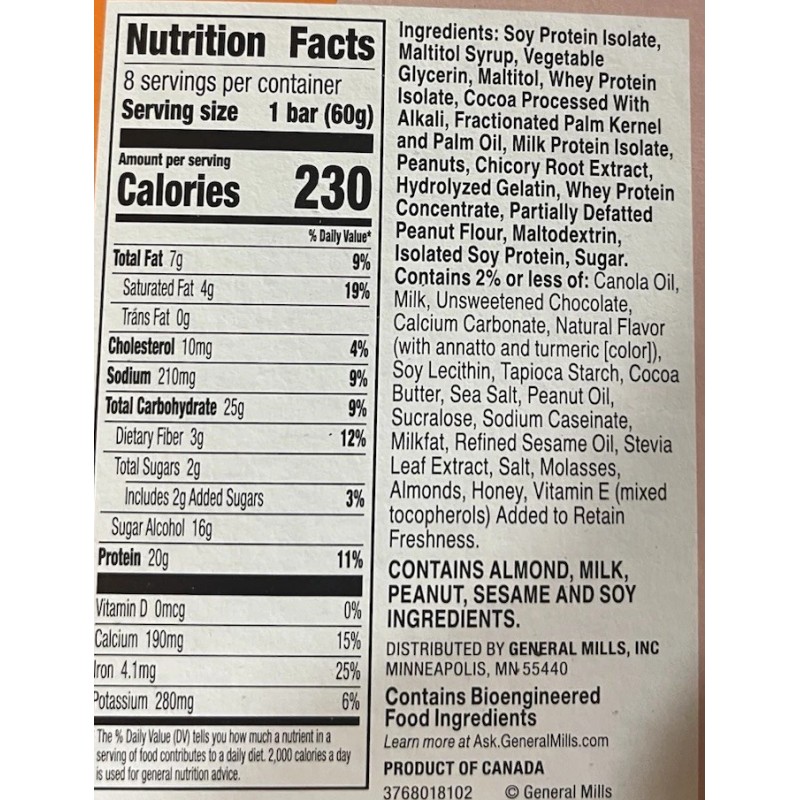 Nutrition Facts
8 servings per container
Serving size 1 bar (60g)
Amount per serving
Calories 230
% Daily Value*
Total Fat 7g 9%
Saturated Fat 4g 19%
Tráns Fat 0g
Cholesterol 10mg 4%
Sodium 210mg 9%
Total Carbohydrate 25g 9%
Dietary Fiber 3g 12%
Total Sugars 2g
Includes 2g Added Sugars 3%
Sugar Alcohol 16g
Protein 20g 11%
Vitamin D 0mcg 0%
Calcium 190mg 15%
Iron 4.1mg 25%
Potassium 280mg 6%
The % Daily Value (DV) tells you how much a nutrient in a
serving of food contributes to a daily diet. 2,000 calories a day
is used for general nutrition advice.
Ingredients: Soy Protein Isolate,
Maltitol Syrup, Vegetable
Glycerin, Maltitol, Whey Protein
Isolate, Cocoa Processed With
Alkali, Fractionated Palm Kernel
and Palm Oil, Milk Protein Isolate,
Peanuts, Chicory Root Extract,
Hydrolyzed Gelatin, Whey Protein
Concentrate, Partially Defatted
Peanut Flour, Maltodextrin,
Isolated Soy Protein, Sugar.
Contains 2% or less of: Canola Oil,
Milk, Unsweetened Chocolate,
Calcium Carbonate, Natural Flavor
(with annatto and turmeric [color]),
Soy Lecithin, Tapioca Starch, Cocoa
Butter, Sea Salt, Peanut Oil,
Sucralose, Sodium Caseinate,
Milkfat, Refined Sesame Oil, Stevia
Leaf Extract, Salt, Molasses,
Almonds, Honey, Vitamin E (mixed
tocopherols) Added to Retain
Freshness.
CONTAINS ALMOND, MILK,
PEANUT, SESAME AND SOY
INGREDIENTS.
DISTRIBUTED BY GENERAL MILLS, INC
MINNEAPOLIS, MN 55440
Contains Bioengineered
Food Ingredients
Learn more at Ask.GeneralMills.com
PRODUCT OF CANADA
3768018102 © General Mills